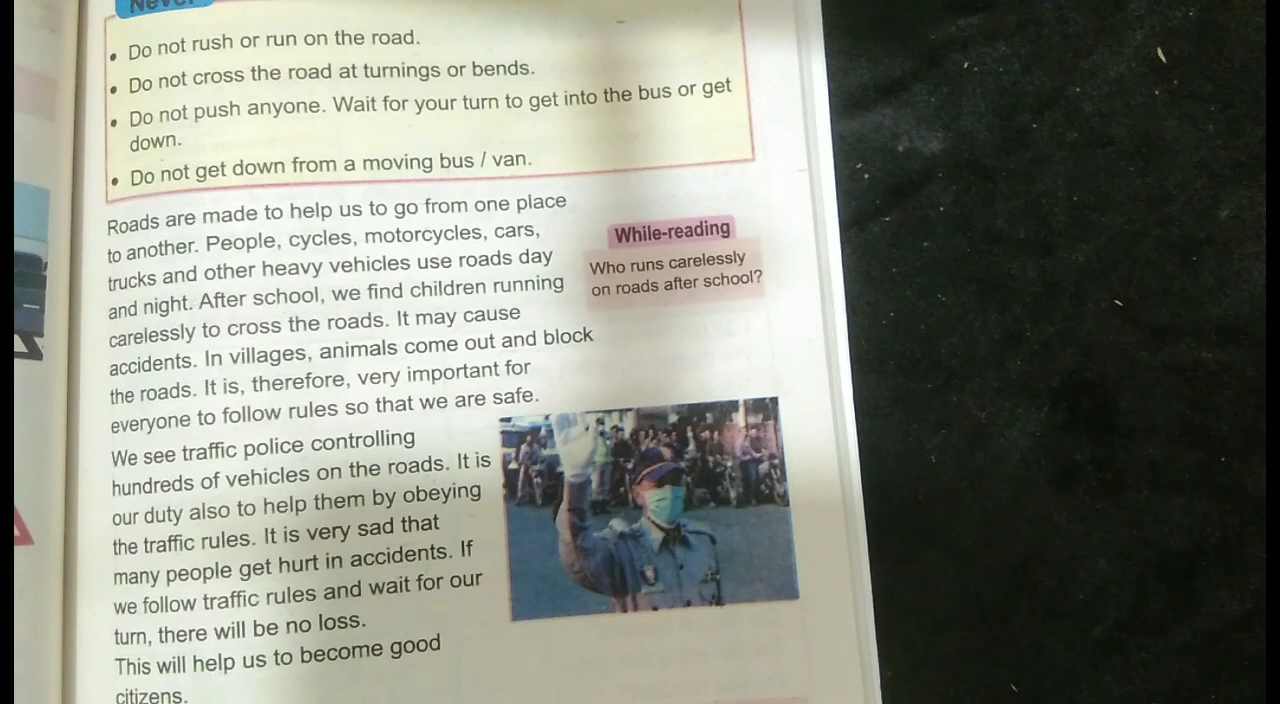 Never
• Do not rush or run on the road.
• Do not cross the road at turnings or bends.
• Do not push anyone. Wait for your turn to get into the bus or get
down.
• Do not get down from a moving bus / van.
Roads are made to help us to go from one place
to another. People, cycles, motorcycles, cars,
trucks and other heavy vehicles use roads day
and night. After school, we find children running
carelessly to cross the roads. It may cause
accidents. In villages, animals come out and block
the roads. It is, therefore, very important for
everyone to follow rules so that we are safe.
While-reading
Who runs carelessly
on roads after school?
We see traffic police controlling
hundreds of vehicles on the roads. It is
our duty also to help them by obeying
the traffic rules. It is very sad that
many people get hurt in accidents. If
we follow traffic rules and wait for our
turn, there will be no loss.
This will help us to become good
citizens.